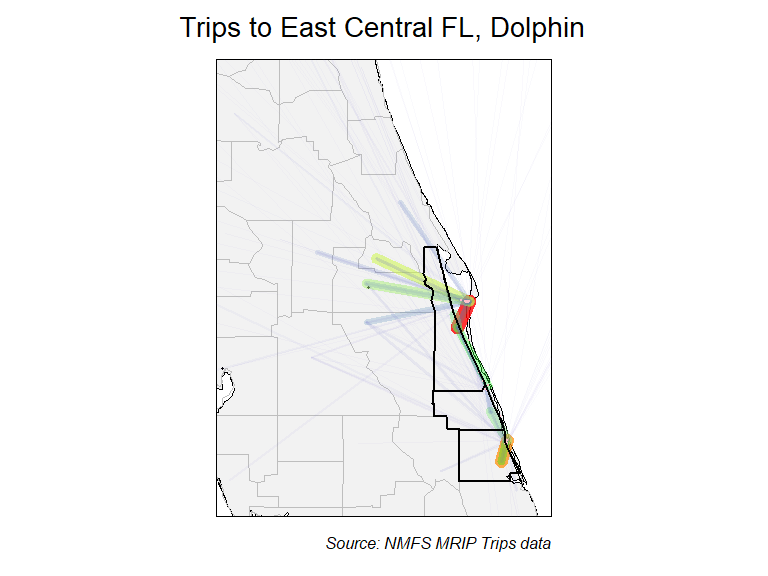 Trips to East Central FL, Dolphin
Source: NMFS MRIP Trips data